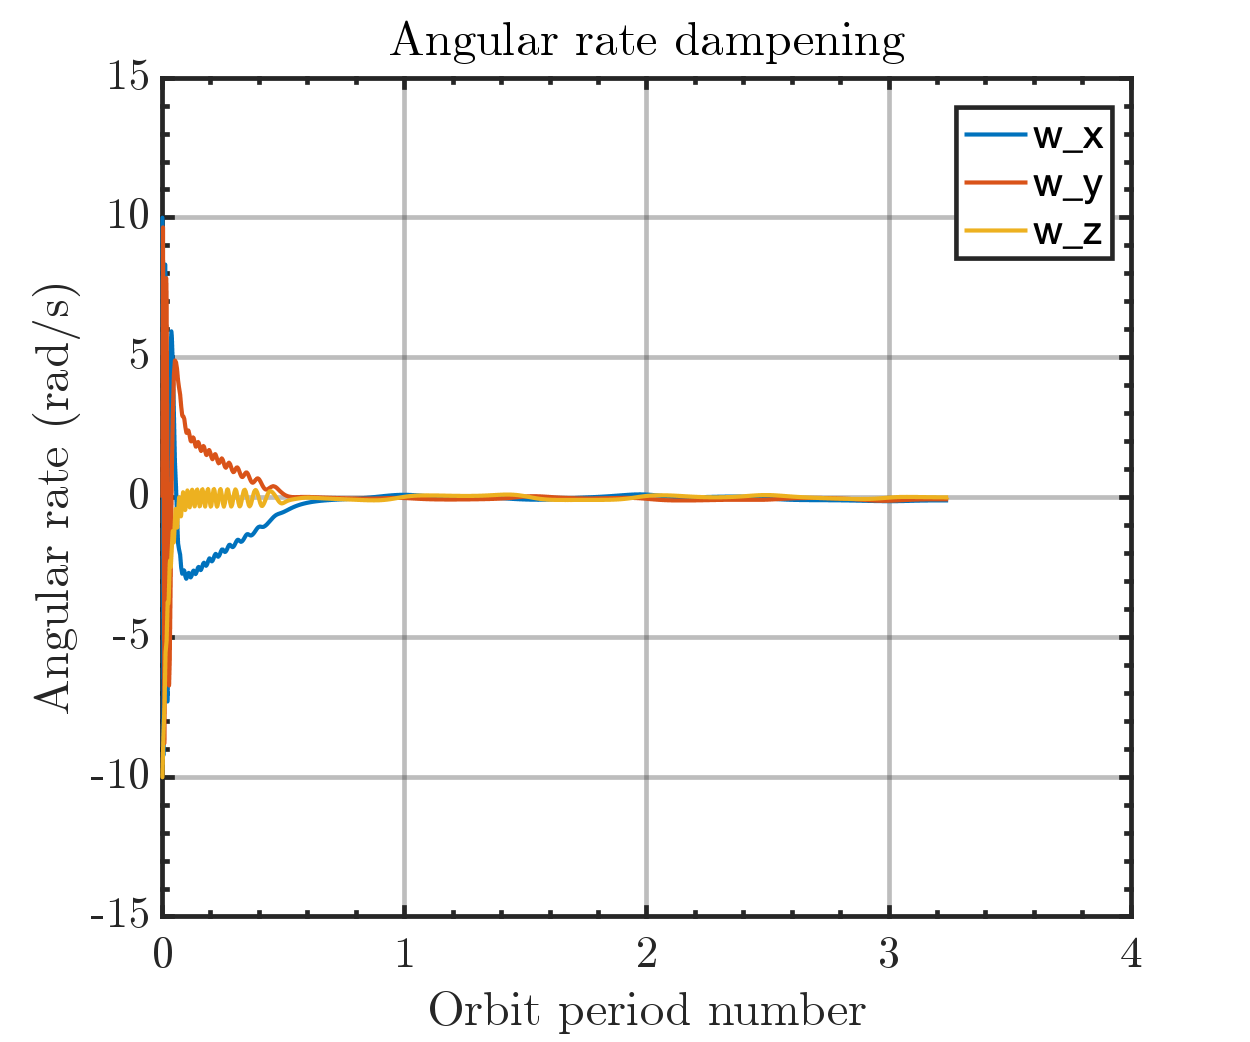 Angular rate dampening
15
10
5
0
-5
-10
-15
Angular rate (rad/s)
w_x
w_y
w_z
0 1 2 3 4
Orbit period number